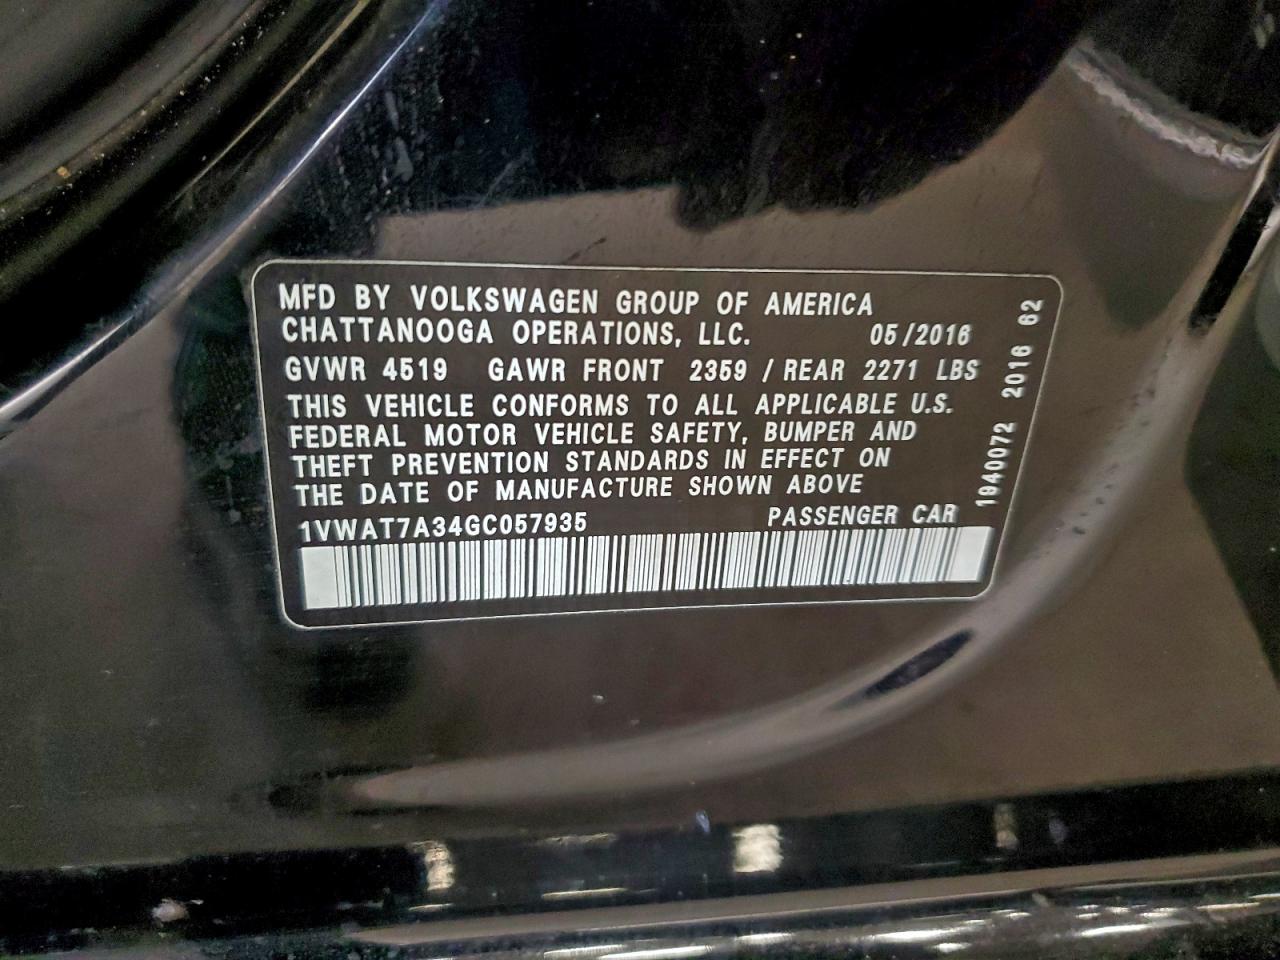 MFD BY VOLKSWAGEN GROUP OF AMERICA
CHATTANOOGA OPERATIONS, LLC. 05/2016
GVWR 4519 GAWR FRONT 2359 / REAR 2271 LBS
THIS VEHICLE CONFORMS TO ALL APPLICABLE U.S.
FEDERAL MOTOR VEHICLE SAFETY, BUMPER AND
THEFT PREVENTION STANDARDS IN EFFECT ON
THE DATE OF MANUFACTURE SHOWN ABOVE
1VWAT7A34GC057935 PASSENGER CAR
1940072 2016 62